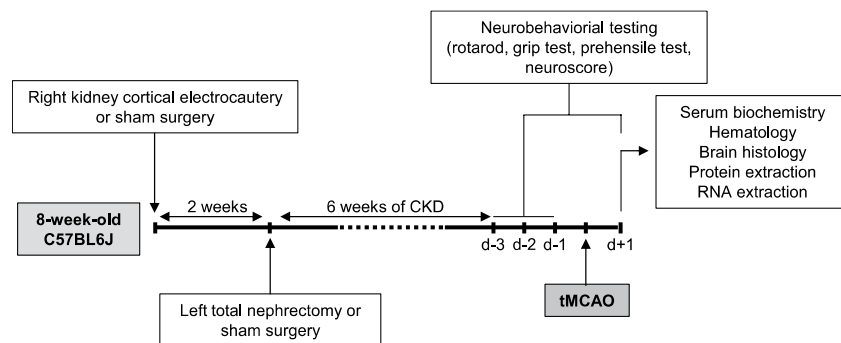 Neurobehaviorial testing
(rotarod, grip test, prehensile test,
neuroscore)
Right kidney cortical electrocautery
or sham surgery
Serum biochemistry
Hematology
Brain histology
Protein extraction
RNA extraction
8-week-old
C57BL6J
2 weeks
6 weeks of CKD
d-3
d-2
d-1
d+1
Left total nephrectomy or
sham surgery
tMCAO